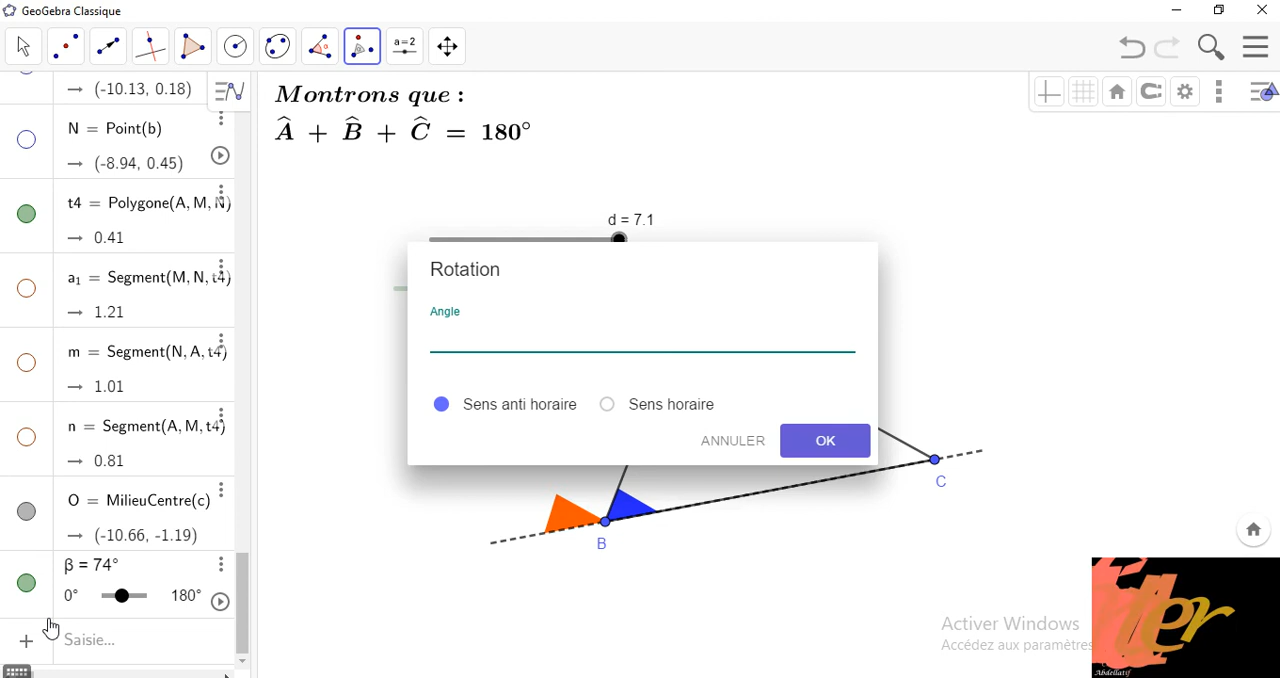 GeoGebra Classique
a=2
→ (-10.13, 0.18)
N = Point(b)
→ (-8.94, 0.45)
t4 = Polygone(A, M, N)
→ 0.41
a₁ = Segment(M, N, t4)
→ 1.21
m = Segment(N, A, t4)
→ 1.01
n = Segment(A, M, t4)
→ 0.81
O = MilieuCentre(c)
→ (-10.66, -1.19)
β = 74°
0° 180°
Saisie...
Montrons que :
Â + B̂ + Ĉ = 180°
d = 7.1
Rotation
Angle
Sens anti horaire Sens horaire
ANNULER OK
C
B
Activer Windows
Accédez aux paramètres
Abdellatif